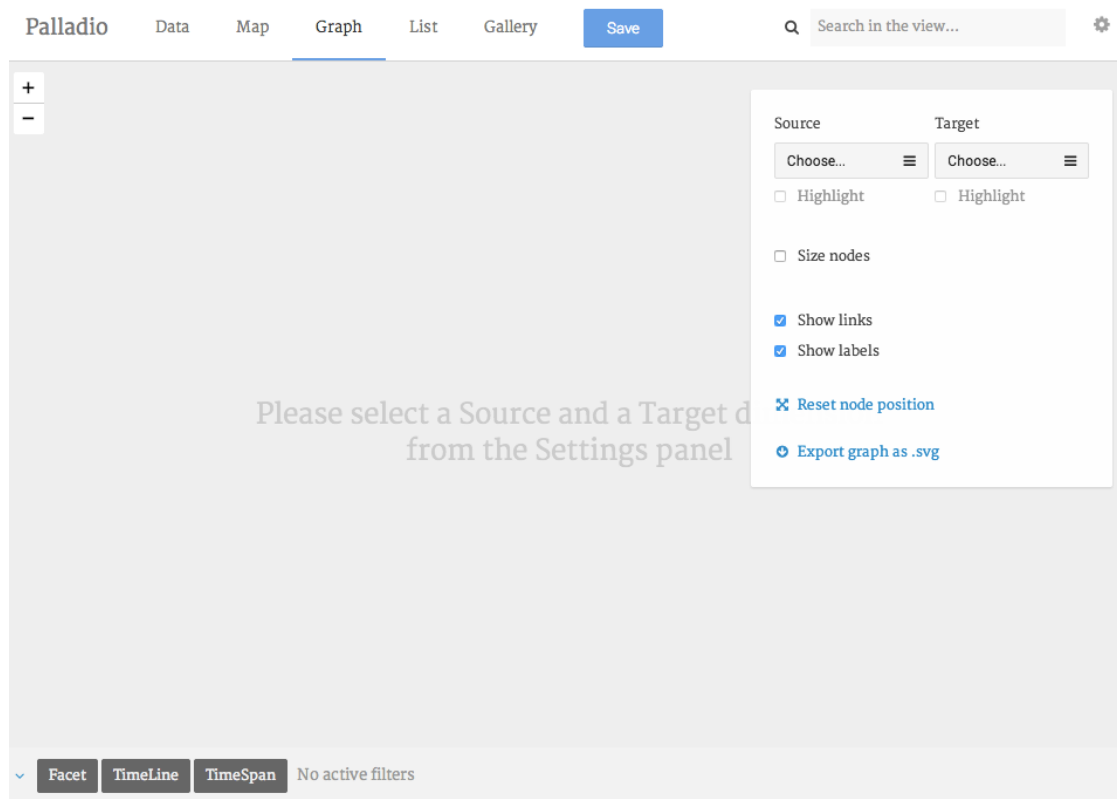 Palladio Data Map Graph List Gallery Save Search in the view...
+
−
Source Target
Choose... Choose...
Highlight Highlight
Size nodes
Show links
Show labels
Please select a Source and a Target d
from the Settings panel
Reset node position
Export graph as .svg
Facet TimeLine TimeSpan No active filters